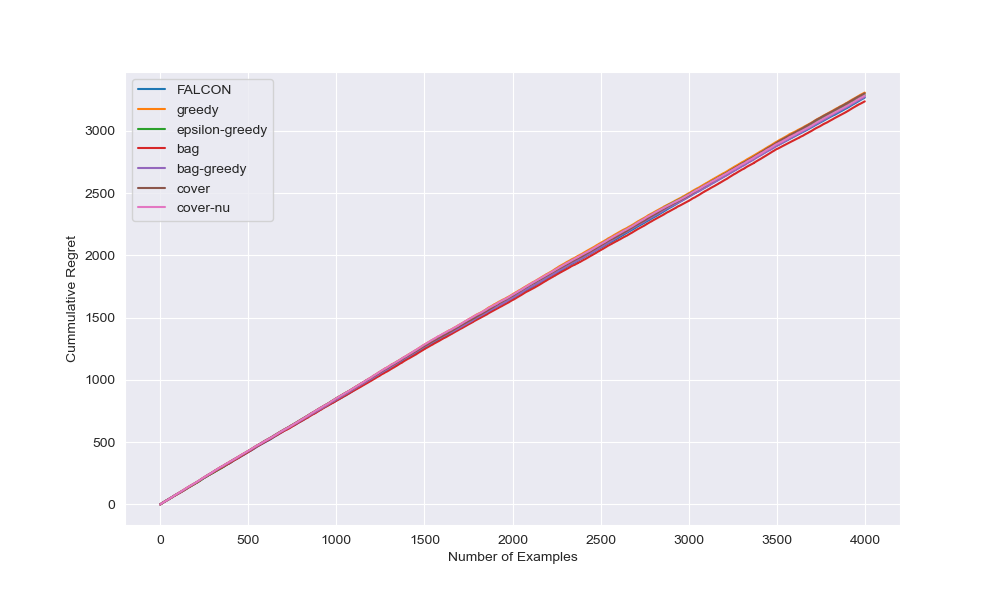 FALCON
greedy
epsilon-greedy
bag
bag-greedy
cover
cover-nu
Cummulative Regret
3000
2500
2000
1500
1000
500
0
0 500 1000 1500 2000 2500 3000 3500 4000
Number of Examples